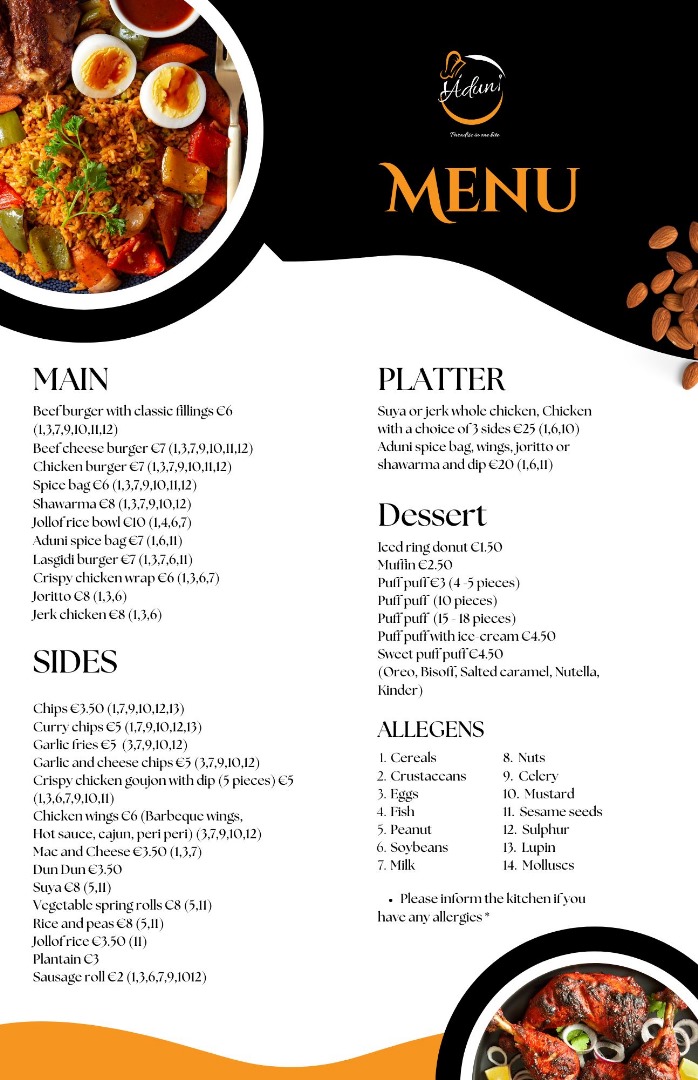 Aduni
Paradise in one bite
MENU
MAIN
Beef burger with classic fillings €6
(1,3,7,9,10,11,12)
Beef cheese burger €7 (1,3,7,9,10,11,12)
Chicken burger €7 (1,3,7,9,10,11,12)
Spice bag €6 (1,3,7,9,10,11,12)
Shawarma €8 (1,3,7,9,10,12)
Jollof rice bowl €10 (1,4,6,7)
Aduni spice bag €7 (1,6,11)
Lasgidi burger €7 (1,3,7,6,11)
Crispy chicken wrap €6 (1,3,6,7)
Joritto €8 (1,3,6)
Jerk chicken €8 (1,3,6)
SIDES
Chips €3.50 (1,7,9,10,12,13)
Curry chips €5 (1,7,9,10,12,13)
Garlic fries €5 (3,7,9,10,12)
Garlic and cheese chips €5 (3,7,9,10,12)
Crispy chicken goujon with dip (5 pieces) €5
(1,3,6,7,9,10,11)
Chicken wings €6 (Barbeque wings,
Hot sauce, cajun, peri peri) (3,7,9,10,12)
Mac and Cheese €3.50 (1,3,7)
Dun Dun €3.50
Suya €8 (5,11)
Vegetable spring rolls €8 (5,11)
Rice and peas €8 (5,11)
Jollof rice €3.50 (11)
Plantain €3
Sausage roll €2 (1,3,6,7,9,1012)
PLATTER
Suya or jerk whole chicken, Chicken
with a choice of 3 sides €25 (1,6,10)
Aduni spice bag, wings, joritto or
shawarma and dip €20 (1,6,11)
Dessert
Iced ring donut €1.50
Muffin €2.50
Puff puff €3 (4 -5 pieces)
Puff puff (10 pieces)
Puff puff (15 - 18 pieces)
Puff puff with ice-cream €4.50
Sweet puff puff €4.50
(Oreo, Bisoff, Salted caramel, Nutella,
Kinder)
ALLEGENS
1. Cereals
2. Crustaceans
3. Eggs
4. Fish
5. Peanut
6. Soybeans
7. Milk
8. Nuts
9. Celery
10. Mustard
11. Sesame seeds
12. Sulphur
13. Lupin
14. Molluscs
• Please inform the kitchen if you
have any allergies *